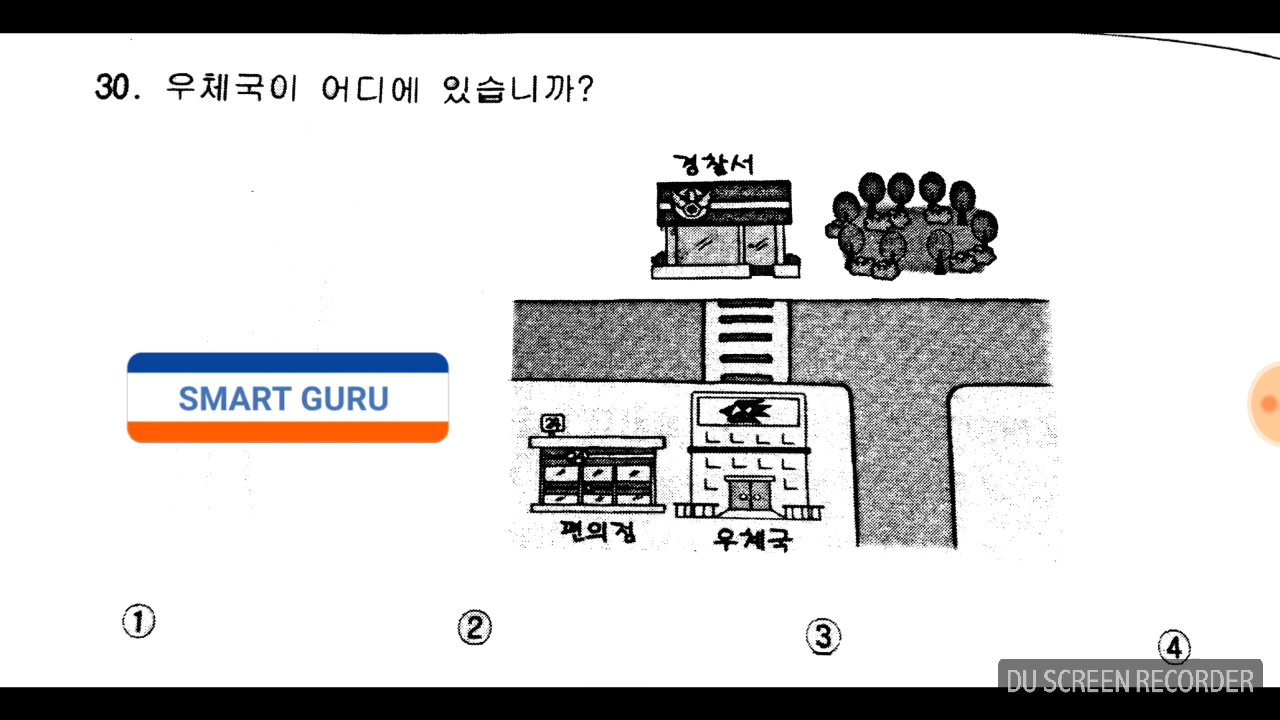 30. 우체국이 어디에 있습니까?
경찰서
SMART GURU
24
편의점
우체국
① ② ③ ④
DU SCREEN RECORDER